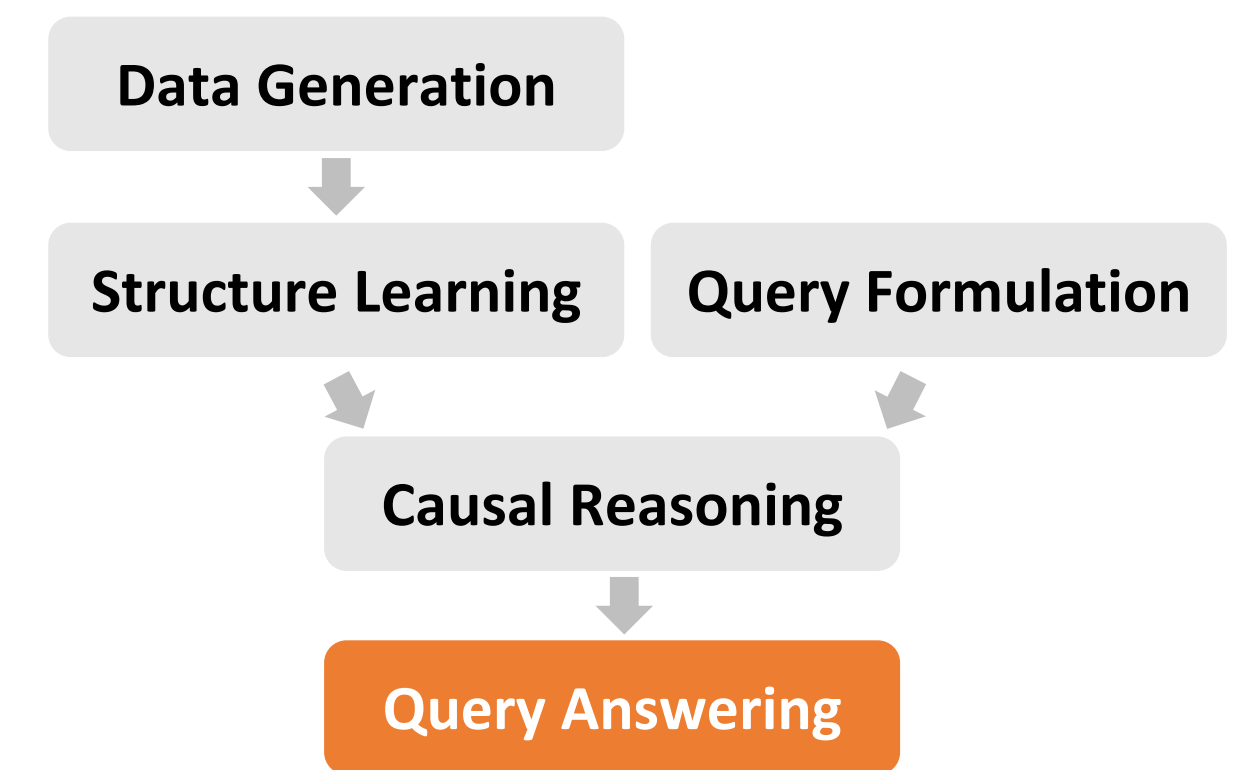 Data Generation
Structure Learning
Query Formulation
Causal Reasoning
Query Answering